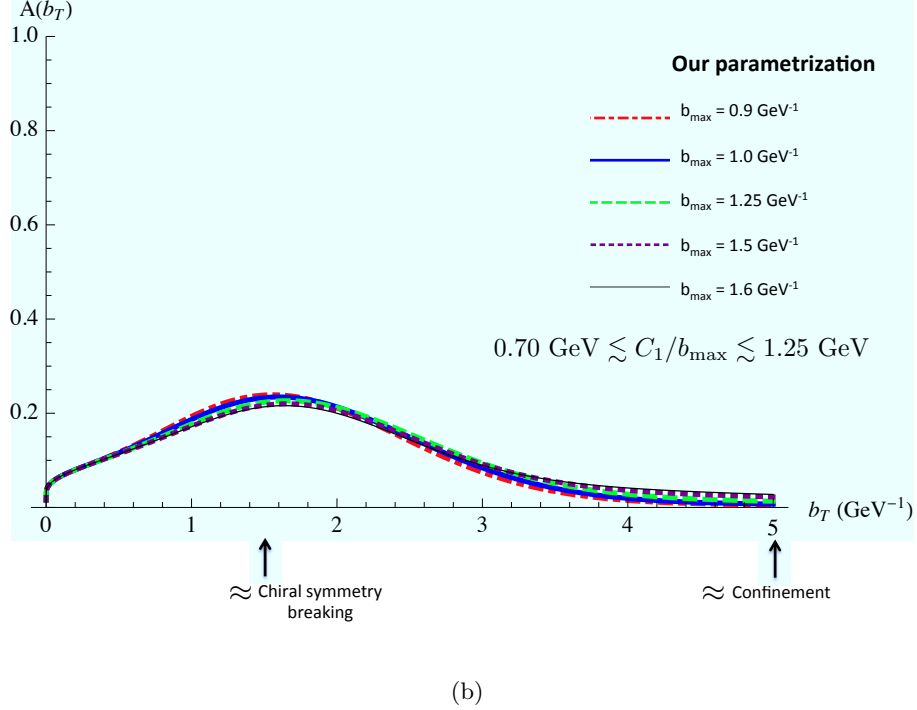 A(b_T)
1.0
0.8
0.6
0.4
0.2
Our parametrization
b_max = 0.9 GeV⁻¹
b_max = 1.0 GeV⁻¹
b_max = 1.25 GeV⁻¹
b_max = 1.5 GeV⁻¹
b_max = 1.6 GeV⁻¹
0.70 GeV ≲ C₁/b_max ≲ 1.25 GeV
0 1 2 3 4 5 b_T (GeV⁻¹)
≈ Chiral symmetry
breaking
≈ Confinement
(b)